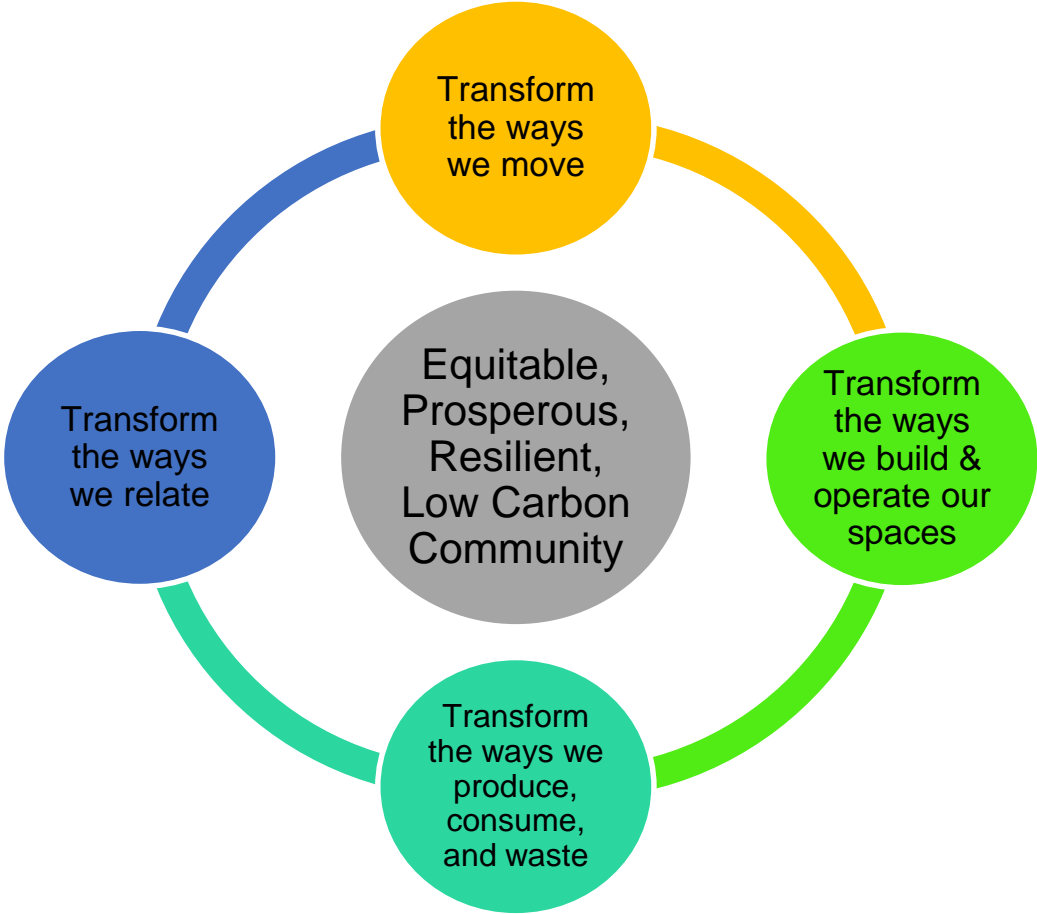 Transform
the ways
we move
Transform
the ways
we relate
Equitable,
Prosperous,
Resilient,
Low Carbon
Community
Transform
the ways
we build &
operate our
spaces
Transform
the ways we
produce,
consume,
and waste